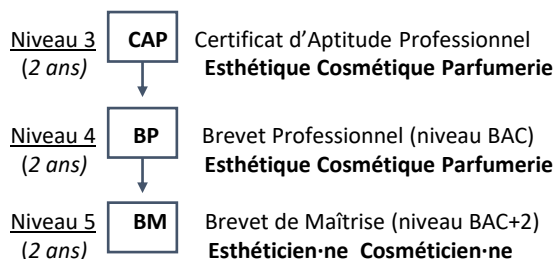 Niveau 3 CAP Certificat d’Aptitude Professionnel
(2 ans) Esthétique Cosmétique Parfumerie
Niveau 4 BP Brevet Professionnel (niveau BAC)
(2 ans) Esthétique Cosmétique Parfumerie
Niveau 5 BM Brevet de Maîtrise (niveau BAC+2)
(2 ans) Esthéticien·ne Cosméticien·ne